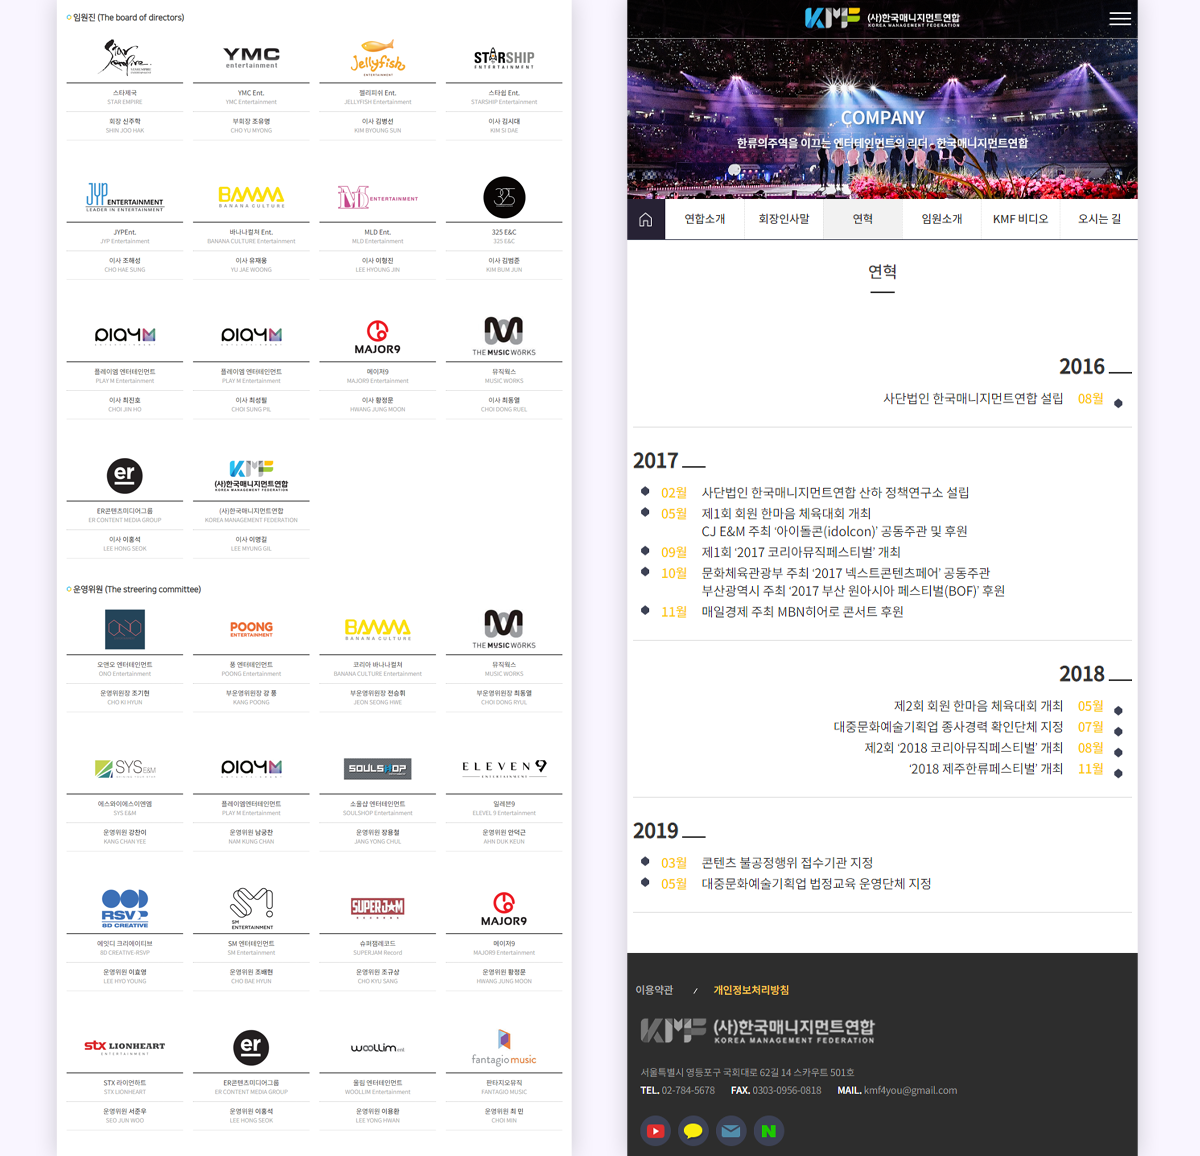 임원진 (The board of directors)
Star Empire
YMC
entertainment
Jellyfish
ENTERTAINMENT
STARSHIP
ENTERTAINMENT
스타제국
STAR EMPIRE
YMC Ent.
YMC Entertainment
젤리피쉬 Ent.
JELLYFISH Entertainment
스타쉽 Ent.
STARSHIP Entertainment
회장 신주학
SHIN JOO HAK
부회장 조유명
CHO YU MYONG
이사 김병선
KIM BYOUNG SUN
이사 김시대
KIM SI DAE
JYP ENTERTAINMENT
LEADER IN ENTERTAINMENT
BANANA
BANANA CULTURE
MLD ENTERTAINMENT
325
JYPEnt.
JYP Entertainment
바나나컬쳐 Ent.
BANANA CULTURE Entertainment
MLD Ent.
MLD Entertainment
325 E&C
325 E&C
이사 조해성
CHO HAE SUNG
이사 유재웅
YU JAE WOONG
이사 이형진
LEE HYOUNG JIN
이사 김범준
KIM BUM JUN
PLAYM
ENTERTAINMENT
PLAYM
ENTERTAINMENT
MAJOR9
THE MUSIC WORKS
플레이엠 엔터테인먼트
PLAY M Entertainment
플레이엠 엔터테인먼트
PLAY M Entertainment
메이저9
MAJOR9 Entertainment
뮤직웍스
MUSIC WORKS
이사 최진호
CHOI JIN HO
이사 최성필
CHOI SUNG PIL
이사 황정문
HWANG JUNG MOON
이사 최동열
CHOI DONG RUEL
er
KMF
(사)한국매니지먼트연합
KOREA MANAGEMENT FEDERATION
ER콘텐츠미디어그룹
ER CONTENT MEDIA GROUP
(사)한국매니지먼트연합
KOREA MANAGEMENT FEDERATION
이사 이홍석
LEE HONG SEOK
이사 이명길
LEE MYUNG GIL
운영위원 (The streering committee)
ONO
POONG
ENTERTAINMENT
BANANA
BANANA CULTURE
THE MUSIC WORKS
오앤오 엔터테인먼트
ONO Entertainment
풍 엔터테인먼트
POONG Entertainment
코리아 바나나컬쳐
BANANA CULTURE Entertainment
뮤직웍스
MUSIC WORKS
운영위원장 조기현
CHO KI HYUN
부운영위원장 강 풍
KANG POONG
부운영위원장 전승휘
JEON SEONG HWE
부운영위원장 최동열
CHOI DONG RYUL
SYS E&M
PLAYM
ENTERTAINMENT
SOULSHOP
ELEVEN 9
ENTERTAINMENT
에스와이에스이앤엠
SYS E&M
플레이엠엔터테인먼트
PLAY M Entertainment
소울샵 엔터테인먼트
SOULSHOP Entertainment
일레븐9
ELEVEL 9 Entertainment
운영위원 강찬이
KANG CHAN YEE
운영위원 남궁찬
NAM KUNG CHAN
운영위원 장용철
JANG YONG CHUL
운영위원 안덕근
AHN DUK KEUN
RSVP
8D CREATIVE
SM!
SM
ENTERTAINMENT
SUPERJAM
RECORDS
MAJOR9
에잇디 크리에이티브
8D CREATIVE-RSVP
SM 엔터테인먼트
SM Entertainment
슈퍼잼레코드
SUPERJAM Record
메이저9
MAJOR9 Entertainment
운영위원 이효영
LEE HYO YOUNG
운영위원 조배현
CHO BAE HYUN
운영위원 조규상
CHO KYU SANG
운영위원 황정문
HWANG JUNG MOON
stx LIONHEART
ENTERTAINMENT
er
WOOLLIM ent.
fantagio music
STX 라이언하트
STX LIONHEART
ER콘텐츠미디어그룹
ER CONTENT MEDIA GROUP
울림 엔터테인먼트
WOOLLIM Entertainment
판타지오뮤직
FANTAGIO MUSIC
운영위원 서준우
SEO JUN WOO
운영위원 이홍석
LEE HONG SEOK
운영위원 이용환
LEE YONG HWAN
운영위원 최 민
CHOI MIN
KMF (사)한국매니지먼트연합
KOREA MANAGEMENT FEDERATION
COMPANY
한류의주역을 이끄는 엔터테인먼트의 리더 - 한국매니지먼트연합
연합소개
회장인사말
연혁
임원소개
KMF 비디오
오시는 길
연혁
2016
사단법인 한국매니지먼트연합 설립 08월
2017
02월 사단법인 한국매니지먼트연합 산하 정책연구소 설립
05월 제1회 회원 한마음 체육대회 개최
CJ E&M 주최 ‘아이돌콘(idolcon)’ 공동주관 및 후원
09월 제1회 ‘2017 코리아뮤직페스티벌’ 개최
10월 문화체육관광부 주최 ‘2017 넥스트콘텐츠페어’ 공동주관
부산광역시 주최 ‘2017 부산 원아시아 페스티벌(BOF)’ 후원
11월 매일경제 주최 MBN히어로 콘서트 후원
2018
제2회 회원 한마음 체육대회 개최 05월
대중문화예술기획업 종사경력 확인단체 지정 07월
제2회 ‘2018 코리아뮤직페스티벌’ 개최 08월
‘2018 제주한류페스티벌’ 개최 11월
2019
03월 콘텐츠 불공정행위 접수기관 지정
05월 대중문화예술기획업 법정교육 운영단체 지정
이용약관 / 개인정보처리방침
KMF (사)한국매니지먼트연합
KOREA MANAGEMENT FEDERATION
서울특별시 영등포구 국회대로 62길 14 스카우트 501호
TEL. 02-784-5678 FAX. 0303-0956-0818 MAIL. kmf4you@gmail.com
N